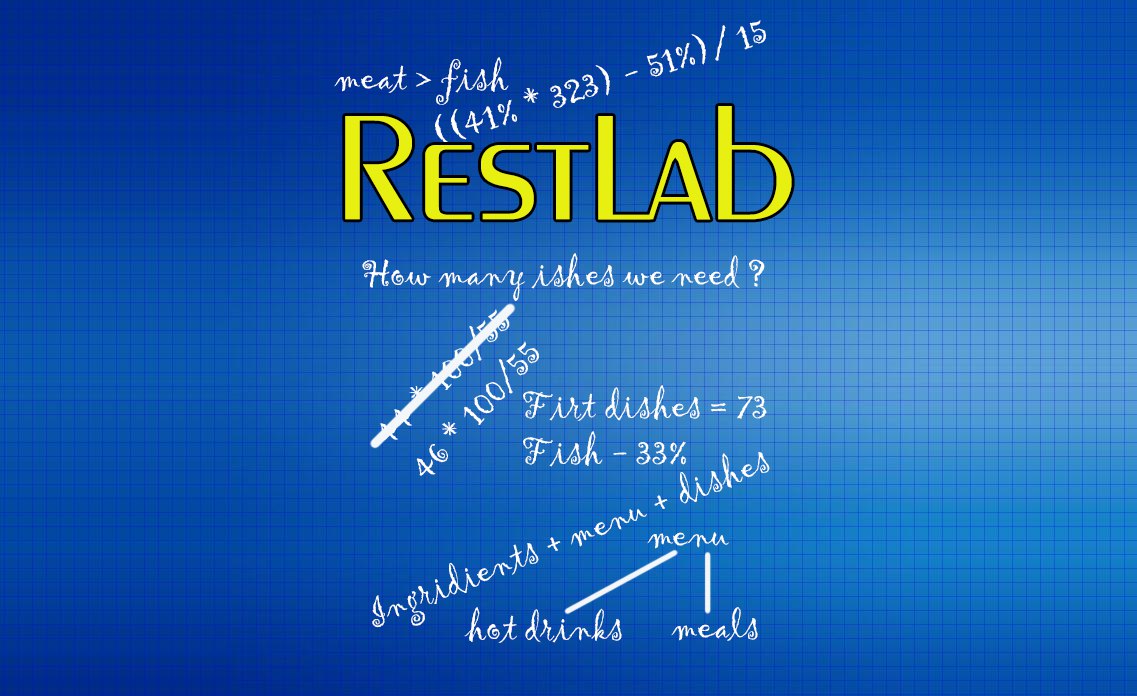 meat > fish
((41% * 323) - 51%) / 15
RestLab
How many ishes we need ?
* 100/55
46 * 100/55
Firt dishes = 73
Fish - 33%
Ingridients + menu + dishes
menu
hot drinks
meals